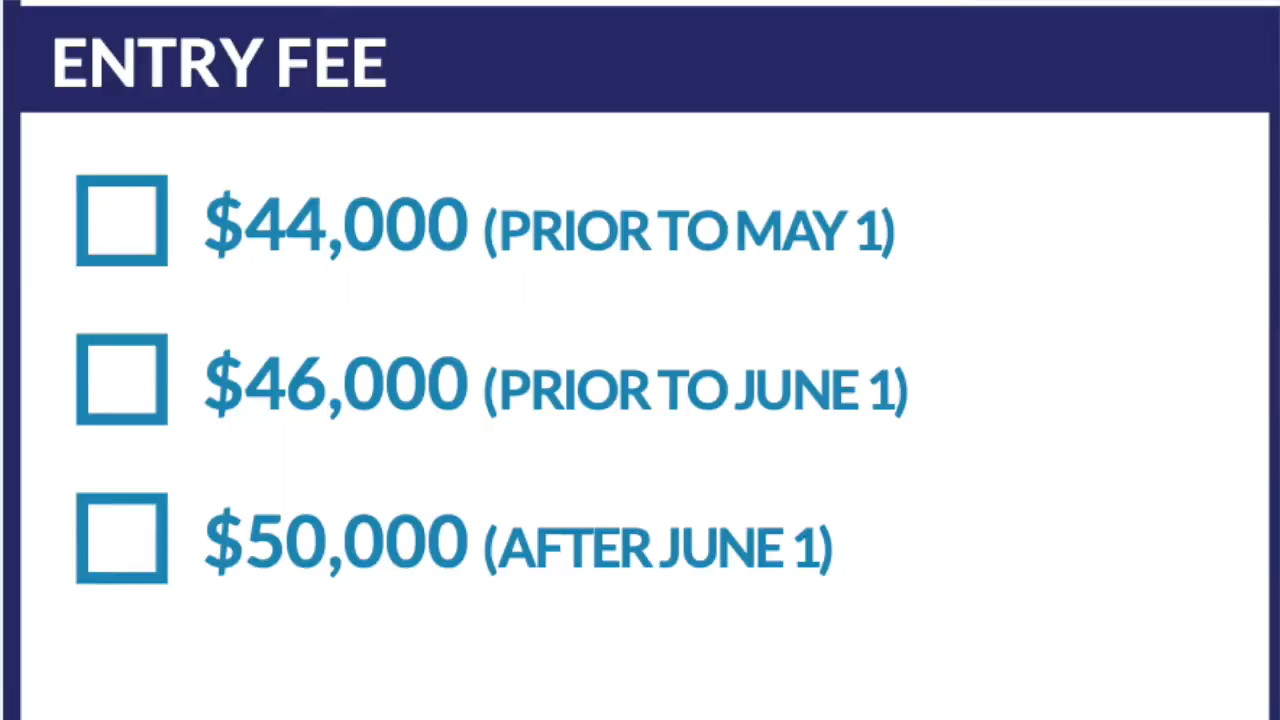 ENTRY FEE
$44,000 (PRIOR TO MAY 1)
$46,000 (PRIOR TO JUNE 1)
$50,000 (AFTER JUNE 1)